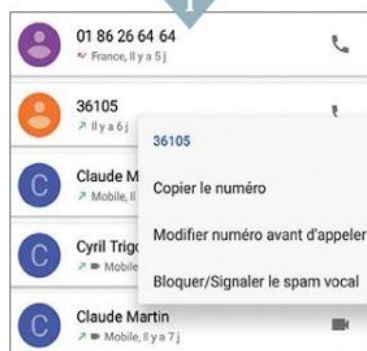 1
01 86 26 64 64
France, Il y a 5 j
36105
Il y a 6 j
36105
Copier le numéro
Modifier numéro avant d'appeler
Bloquer/Signaler le spam vocal
C
Claude M
Mobile, Il
C
Cyril Trigo
Mobile
C
Claude Martin
Mobile, Il y a 7 j